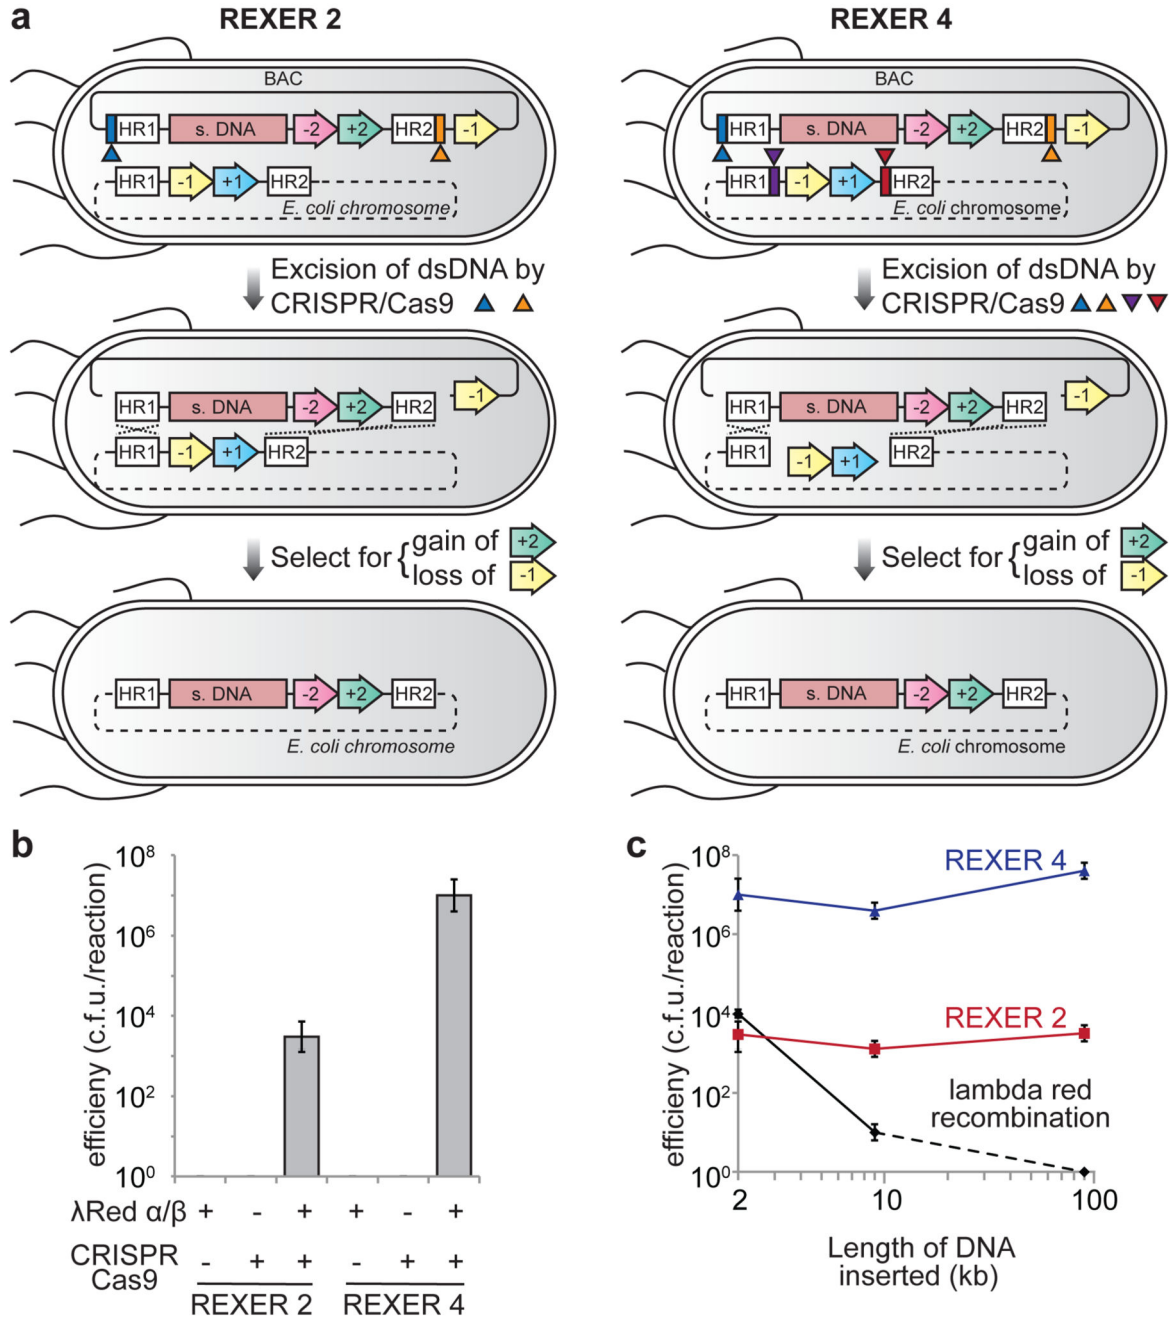 a
REXER 2
REXER 4
BAC
HR1 s. DNA -2 +2 HR2 -1
HR1 -1 +1 HR2
E. coli chromosome
BAC
HR1 s. DNA -2 +2 HR2 -1
HR1 -1 +1 HR2
E. coli chromosome
Excision of dsDNA by
CRISPR/Cas9
Excision of dsDNA by
CRISPR/Cas9
HR1 s. DNA -2 +2 HR2 -1
HR1 -1 +1 HR2
HR1 s. DNA -2 +2 HR2 -1
HR1 -1 +1 HR2
Select for { gain of +2
loss of -1
Select for { gain of +2
loss of -1
HR1 s. DNA -2 +2 HR2
E. coli chromosome
HR1 s. DNA -2 +2 HR2
E. coli chromosome
b
efficieny (c.f.u./reaction)
10^8
10^6
10^4
10^2
10^0
λRed α/β + - + + - +
CRISPR
Cas9 - + + - + +
REXER 2 REXER 4
c
efficieny (c.f.u./reaction)
10^8
10^6
10^4
10^2
10^0
REXER 4
REXER 2
lambda red
recombination
2 10 100
Length of DNA
inserted (kb)